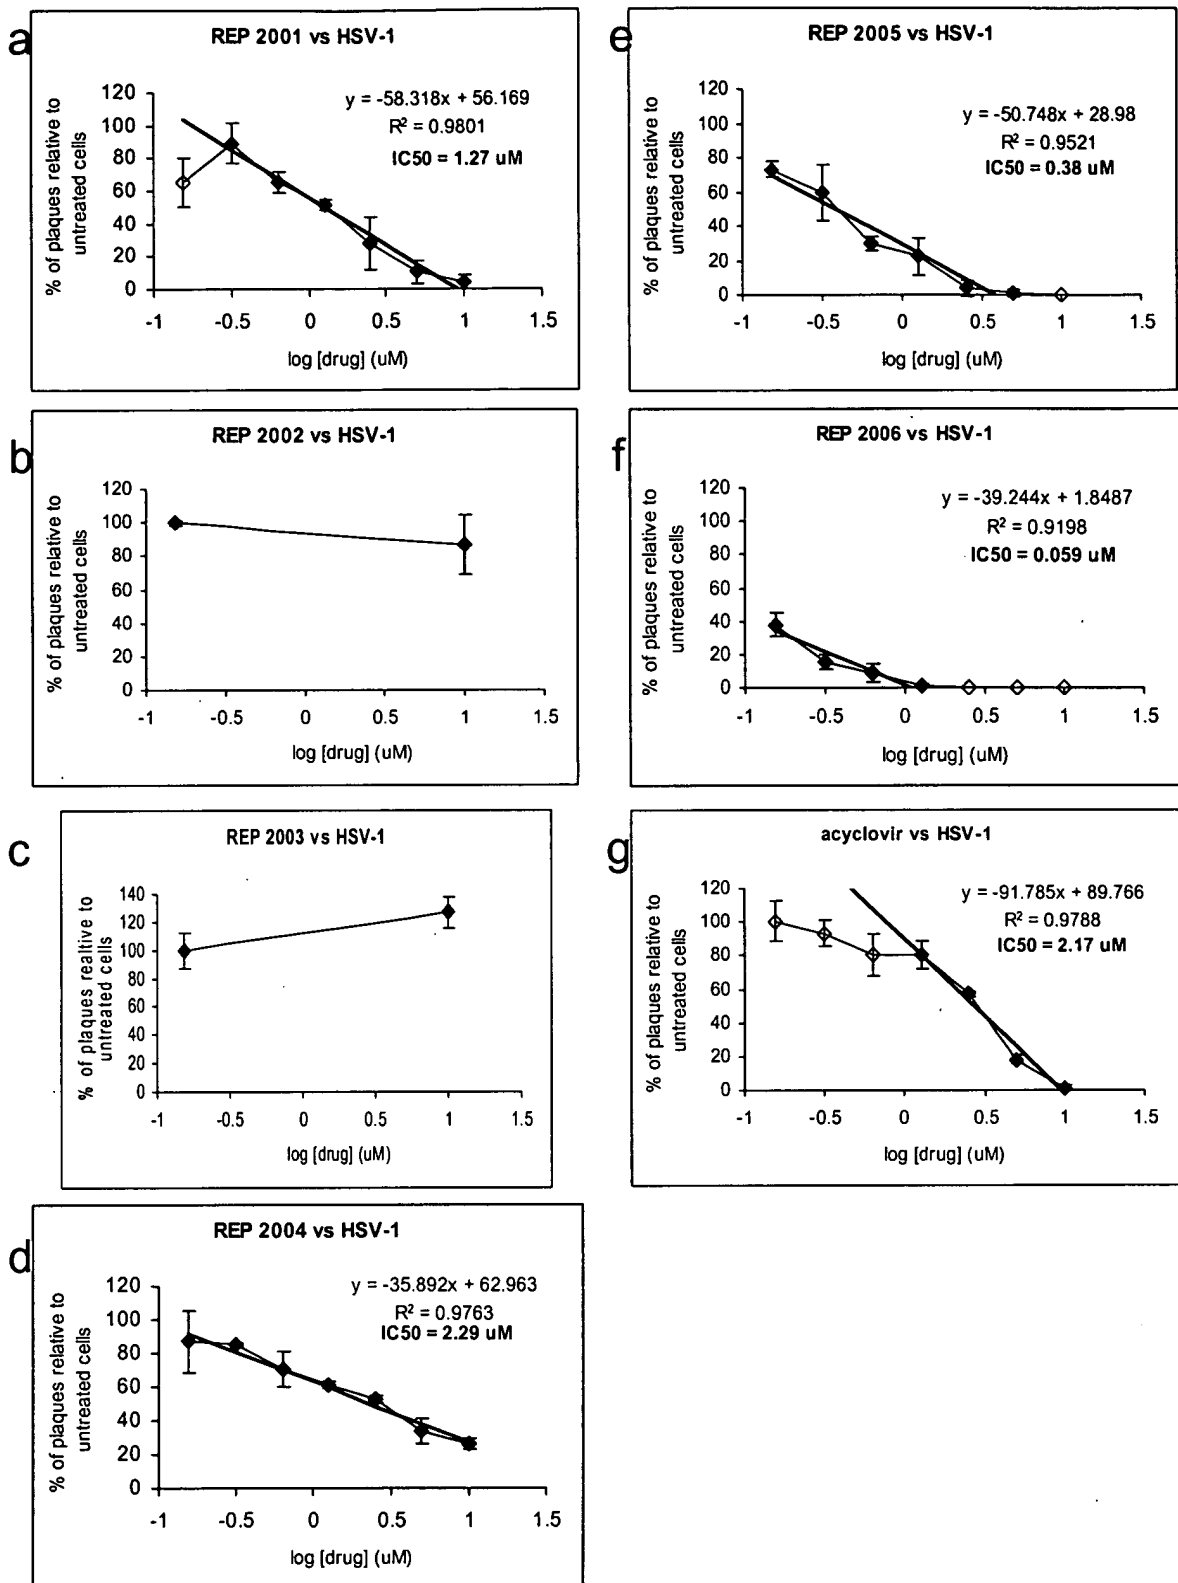 a
REP 2001 vs HSV-1
% of plaques relative to
untreated cells
120
100
80
60
40
20
0
y = -58.318x + 56.169
R² = 0.9801
IC50 = 1.27 uM
-1 -0.5 0 0.5 1 1.5
log [drug] (uM)
b
REP 2002 vs HSV-1
% of plaques relative to
untreated cells
120
100
80
60
40
20
0
-1 -0.5 0 0.5 1 1.5
log [drug] (uM)
c
REP 2003 vs HSV-1
% of plaques realtive to
untreated cells
140
120
100
80
60
40
20
0
-1 -0.5 0 0.5 1 1.5
log [drug] (uM)
d
REP 2004 vs HSV-1
% of plaques relative to
untreated cells
120
100
80
60
40
20
0
y = -35.892x + 62.963
R² = 0.9763
IC50 = 2.29 uM
-1 -0.5 0 0.5 1 1.5
log [drug] (uM)
e
REP 2005 vs HSV-1
% of plaques relative to
untreated cells
120
100
80
60
40
20
0
y = -50.748x + 28.98
R² = 0.9521
IC50 = 0.38 uM
-1 -0.5 0 0.5 1 1.5
log [drug] (uM)
f
REP 2006 vs HSV-1
% of plaques relative to
untreated cells
120
100
80
60
40
20
0
y = -39.244x + 1.8487
R² = 0.9198
IC50 = 0.059 uM
-1 -0.5 0 0.5 1 1.5
log [drug] (uM)
g
acyclovir vs HSV-1
% of plaques relative to
untreated cells
120
100
80
60
40
20
0
y = -91.785x + 89.766
R² = 0.9788
IC50 = 2.17 uM
-1 -0.5 0 0.5 1 1.5
log [drug] (uM)